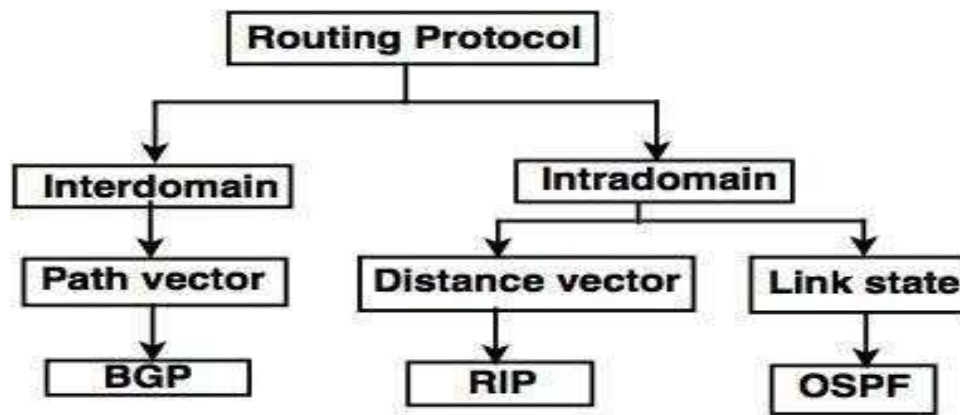 Routing Protocol
Interdomain
Intradomain
Path vector
Distance vector
Link state
BGP
RIP
OSPF